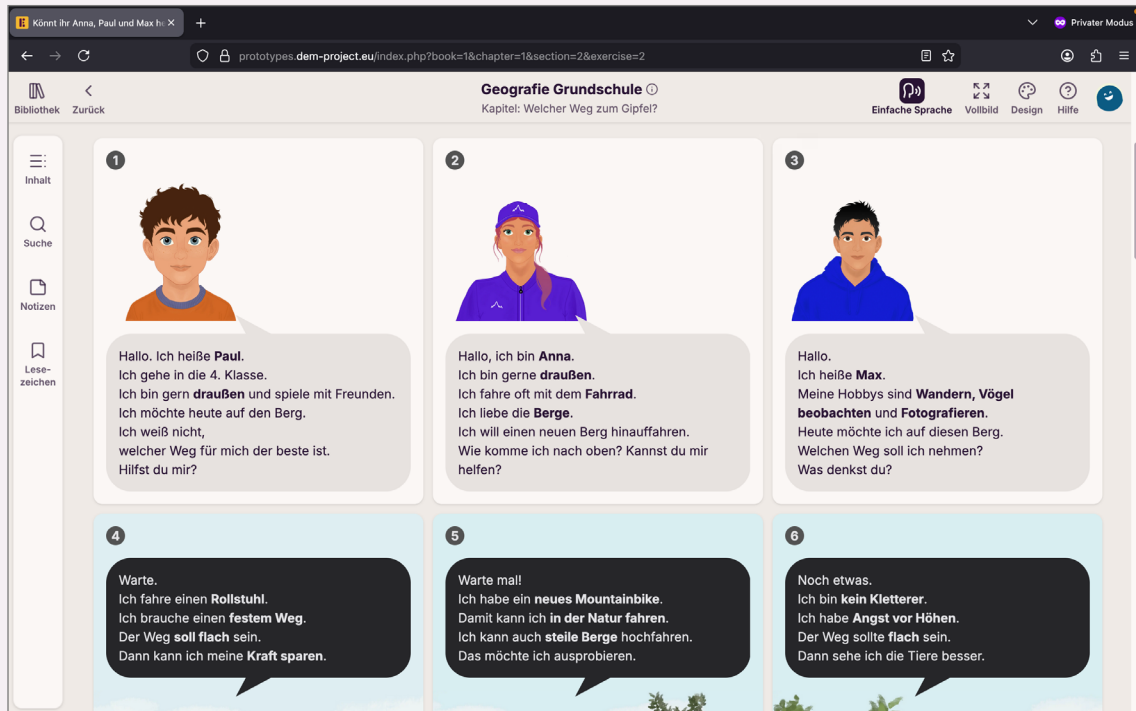 Könnt ihr Anna, Paul und Max h
Privater Modus
prototypes.dem-project.eu/index.php?book=1&chapter=1&section=2&exercise=2
Bibliothek
Zurück
Geografie Grundschule
Kapitel: Welcher Weg zum Gipfel?
Einfache Sprache
Vollbild
Design
Hilfe
Inhalt
Suche
Notizen
Lese-
zeichen
1
Hallo. Ich heiße Paul.
Ich gehe in die 4. Klasse.
Ich bin gern draußen und spiele mit Freunden.
Ich möchte heute auf den Berg.
Ich weiß nicht,
welcher Weg für mich der beste ist.
Hilfst du mir?
2
Hallo, ich bin Anna.
Ich bin gerne draußen.
Ich fahre oft mit dem Fahrrad.
Ich liebe die Berge.
Ich will einen neuen Berg hinauffahren.
Wie komme ich nach oben? Kannst du mir
helfen?
3
Hallo.
Ich heiße Max.
Meine Hobbys sind Wandern, Vögel
beobachten und Fotografieren.
Heute möchte ich auf diesen Berg.
Welchen Weg soll ich nehmen?
Was denkst du?
4
Warte.
Ich fahre einen Rollstuhl.
Ich brauche einen festem Weg.
Der Weg soll flach sein.
Dann kann ich meine Kraft sparen.
5
Warte mal!
Ich habe ein neues Mountainbike.
Damit kann ich in der Natur fahren.
Ich kann auch steile Berge hochfahren.
Das möchte ich ausprobieren.
6
Noch etwas.
Ich bin kein Kletterer.
Ich habe Angst vor Höhen.
Der Weg sollte flach sein.
Dann sehe ich die Tiere besser.